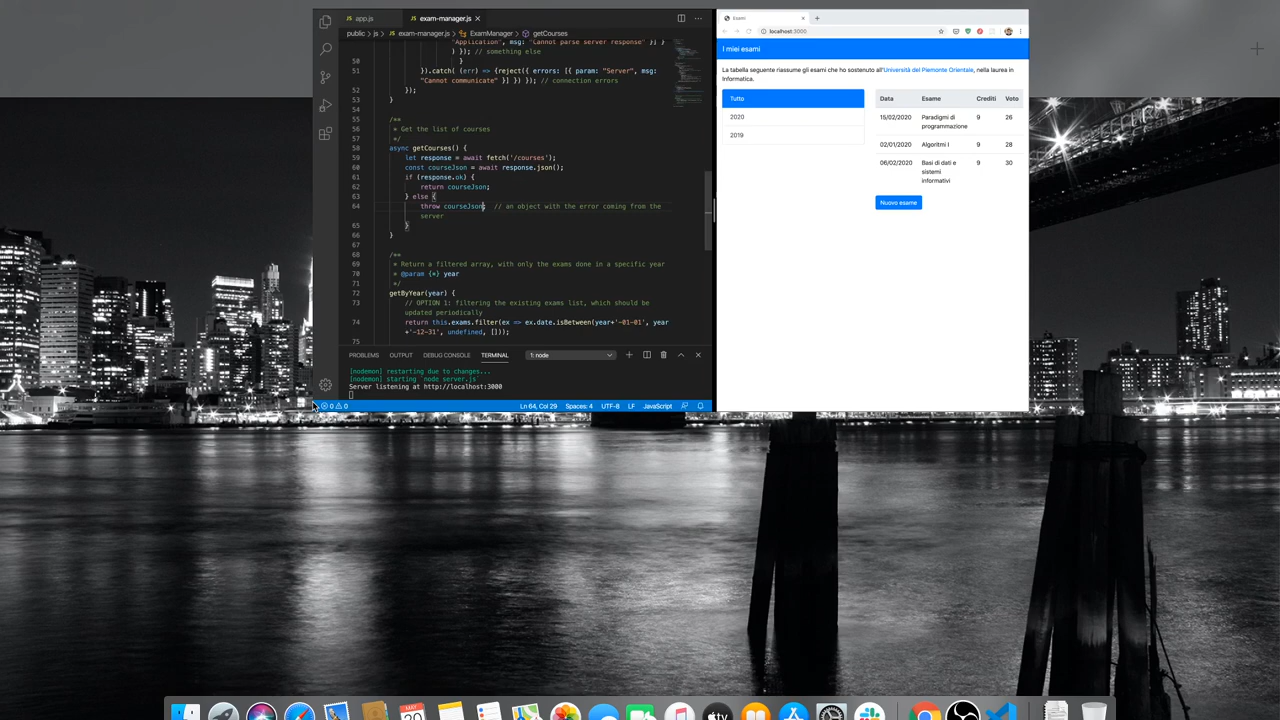 JS app.js
JS exam-manager.js
public > js > JS exam-manager.js > ExamManager > getCourses
"Application", msg: "Cannot parse server response" }] }
) }); // something else
50 }
51 }).catch( (err) => {reject({ errors: [{ param: "Server", msg:
"Cannot communicate" }] }) }); // connection errors
52 });
53 }
54
55 /**
56 * Get the list of courses
57 */
58 async getCourses() {
59 let response = await fetch('/courses');
60 const courseJson = await response.json();
61 if (response.ok) {
62 return courseJson;
63 } else {
64 throw courseJson; // an object with the error coming from the
server
65 }
66 }
67
68 /**
69 * Return a filtered array, with only the exams done in a specific year
70 * @param {*} year
71 */
72 getByYear(year) {
73 // OPTION 1: filtering the existing exams list, which should be
updated periodically
74 return this.exams.filter(ex => ex.date.isBetween(year+'-01-01', year
+'-12-31', undefined, []));
75
PROBLEMS OUTPUT DEBUG CONSOLE TERMINAL 1: node
[nodemon] restarting due to changes...
[nodemon] starting `node server.js`
Server listening at http://localhost:3000
0 0 Ln 64, Col 29 Spaces: 4 UTF-8 LF JavaScript
Esami
localhost:3000
I miei esami
La tabella seguente riassume gli esami che ho sostenuto all'Università del Piemonte Orientale, nella laurea in
Informatica.
Tutto
2020
2019
Data Esame Crediti Voto
15/02/2020 Paradigmi di programmazione 9 26
02/01/2020 Algoritmi I 9 28
06/02/2020 Basi di dati e sistemi informativi 9 30
Nuovo esame
tv